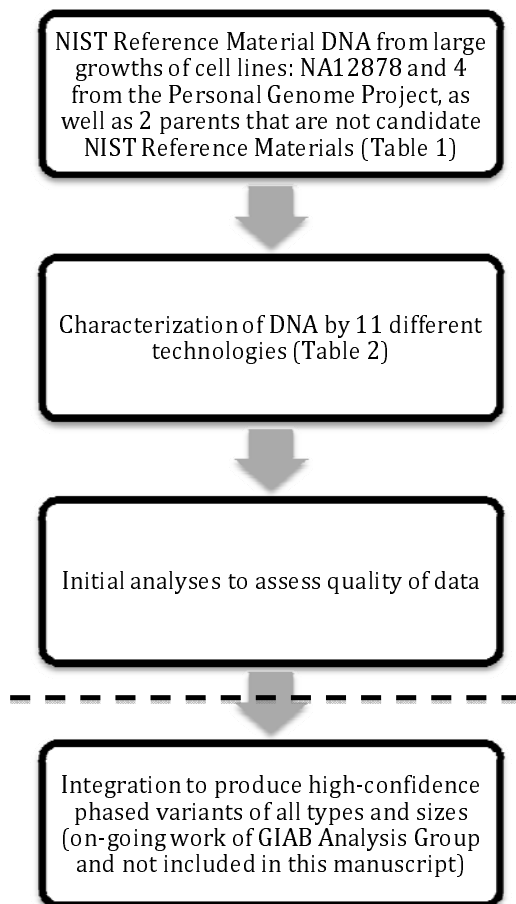 NIST Reference Material DNA from large
growths of cell lines: NA12878 and 4
from the Personal Genome Project, as
well as 2 parents that are not candidate
NIST Reference Materials (Table 1)
Characterization of DNA by 11 different
technologies (Table 2)
Initial analyses to assess quality of data
Integration to produce high-confidence
phased variants of all types and sizes
(on-going work of GIAB Analysis Group
and not included in this manuscript)